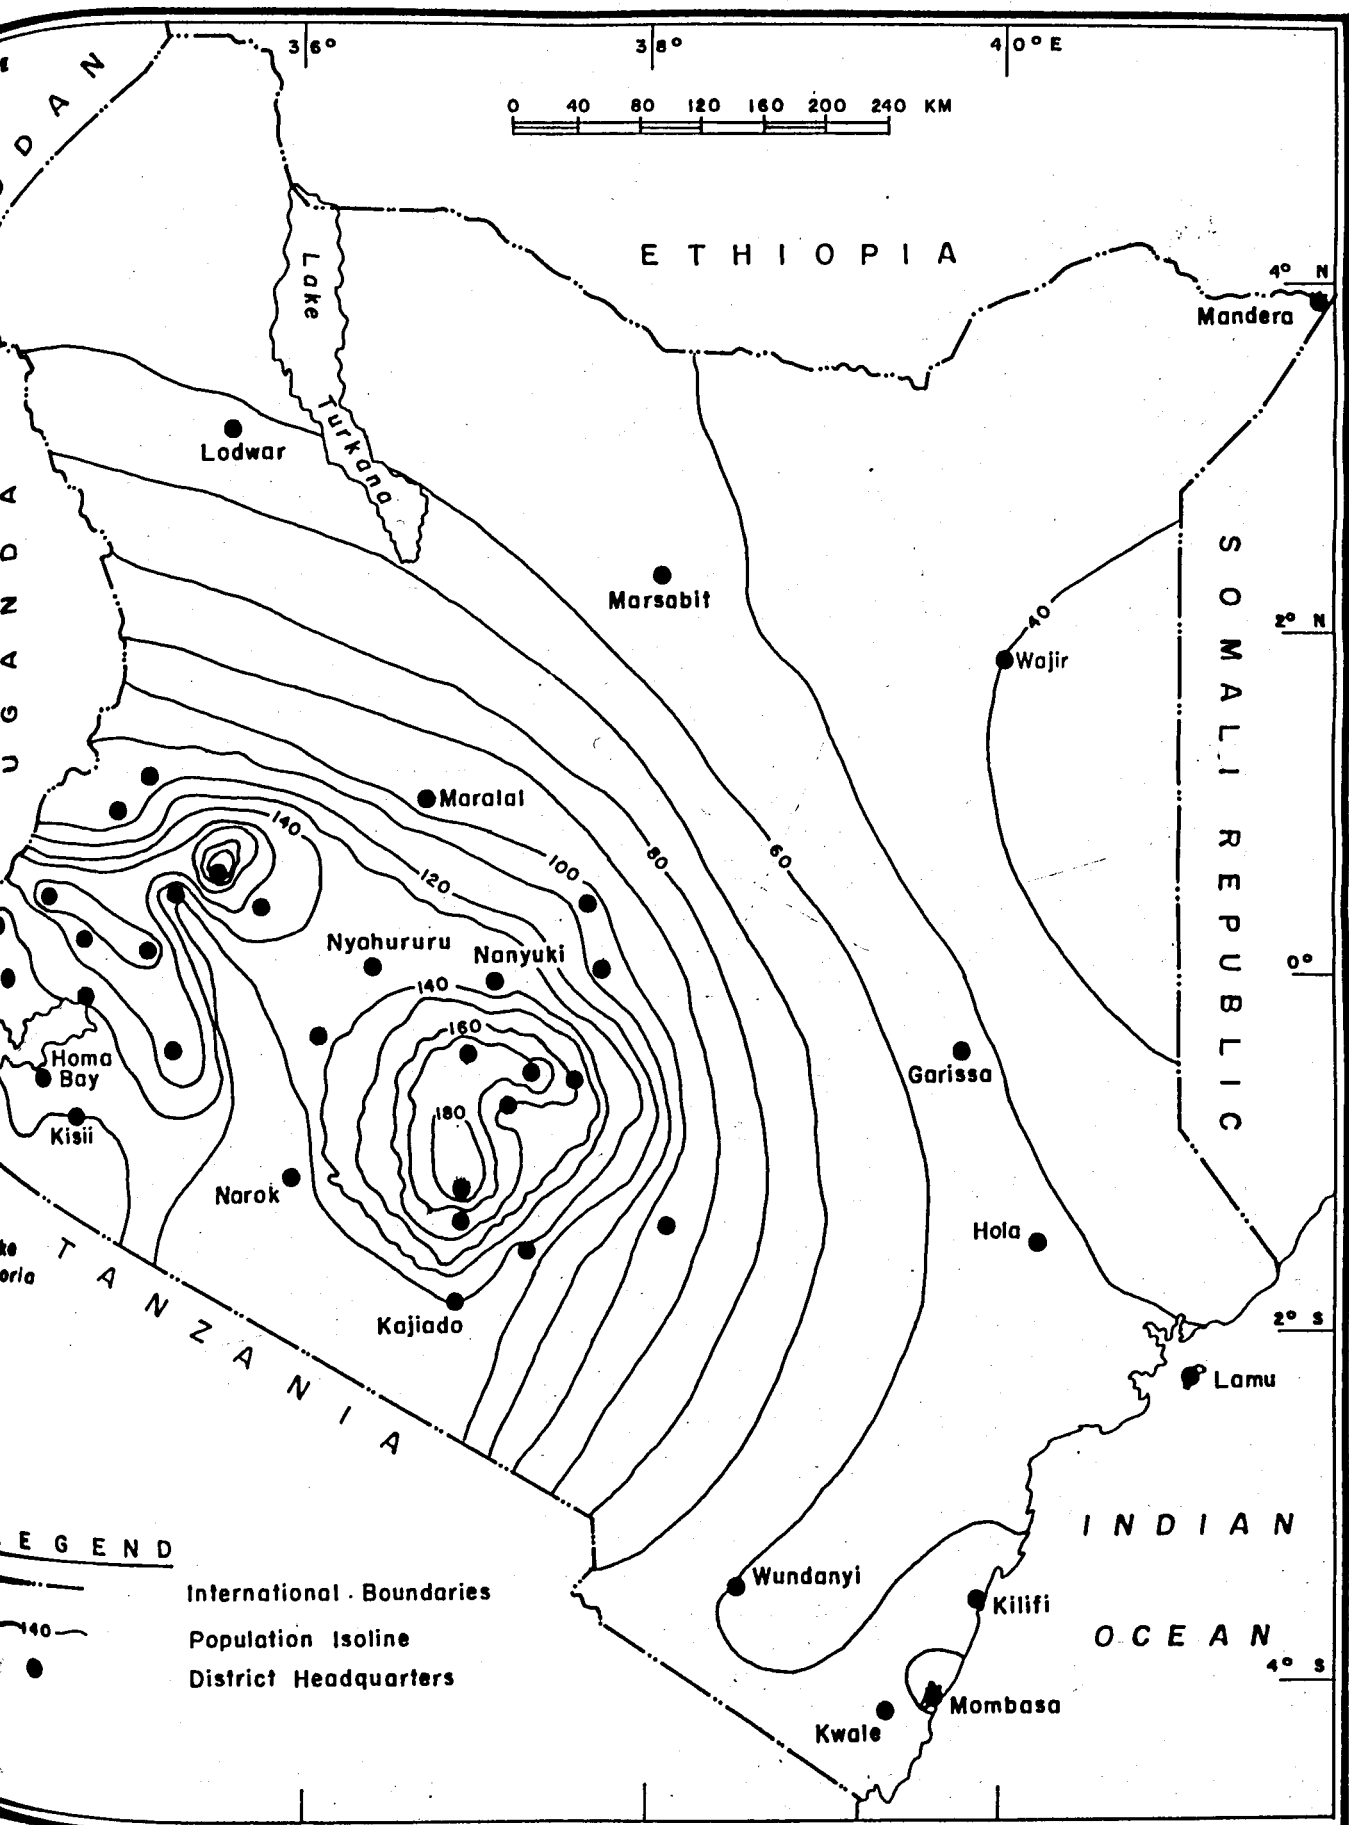 36°
38°
40° E
0 40 80 120 160 200 240 KM
DAN
ETHIOPIA
4° N
Mandera
Lake
Turkana
Lodwar
UGANDA
Marsabit
SOMALI REPUBLIC
2° N
40
Wajir
Maralal
140
120
100
80
60
Nyahururu
Nanyuki
0°
140
160
Homa
Bay
Garissa
180
Kisii
Narok
Hola
TANZANIA
oria
Kajiado
2° S
Lamu
INDIAN
OCEAN
EGEND
International Boundaries
140
Population Isoline
District Headquarters
Wundanyi
Kilifi
4° S
Mombasa
Kwale